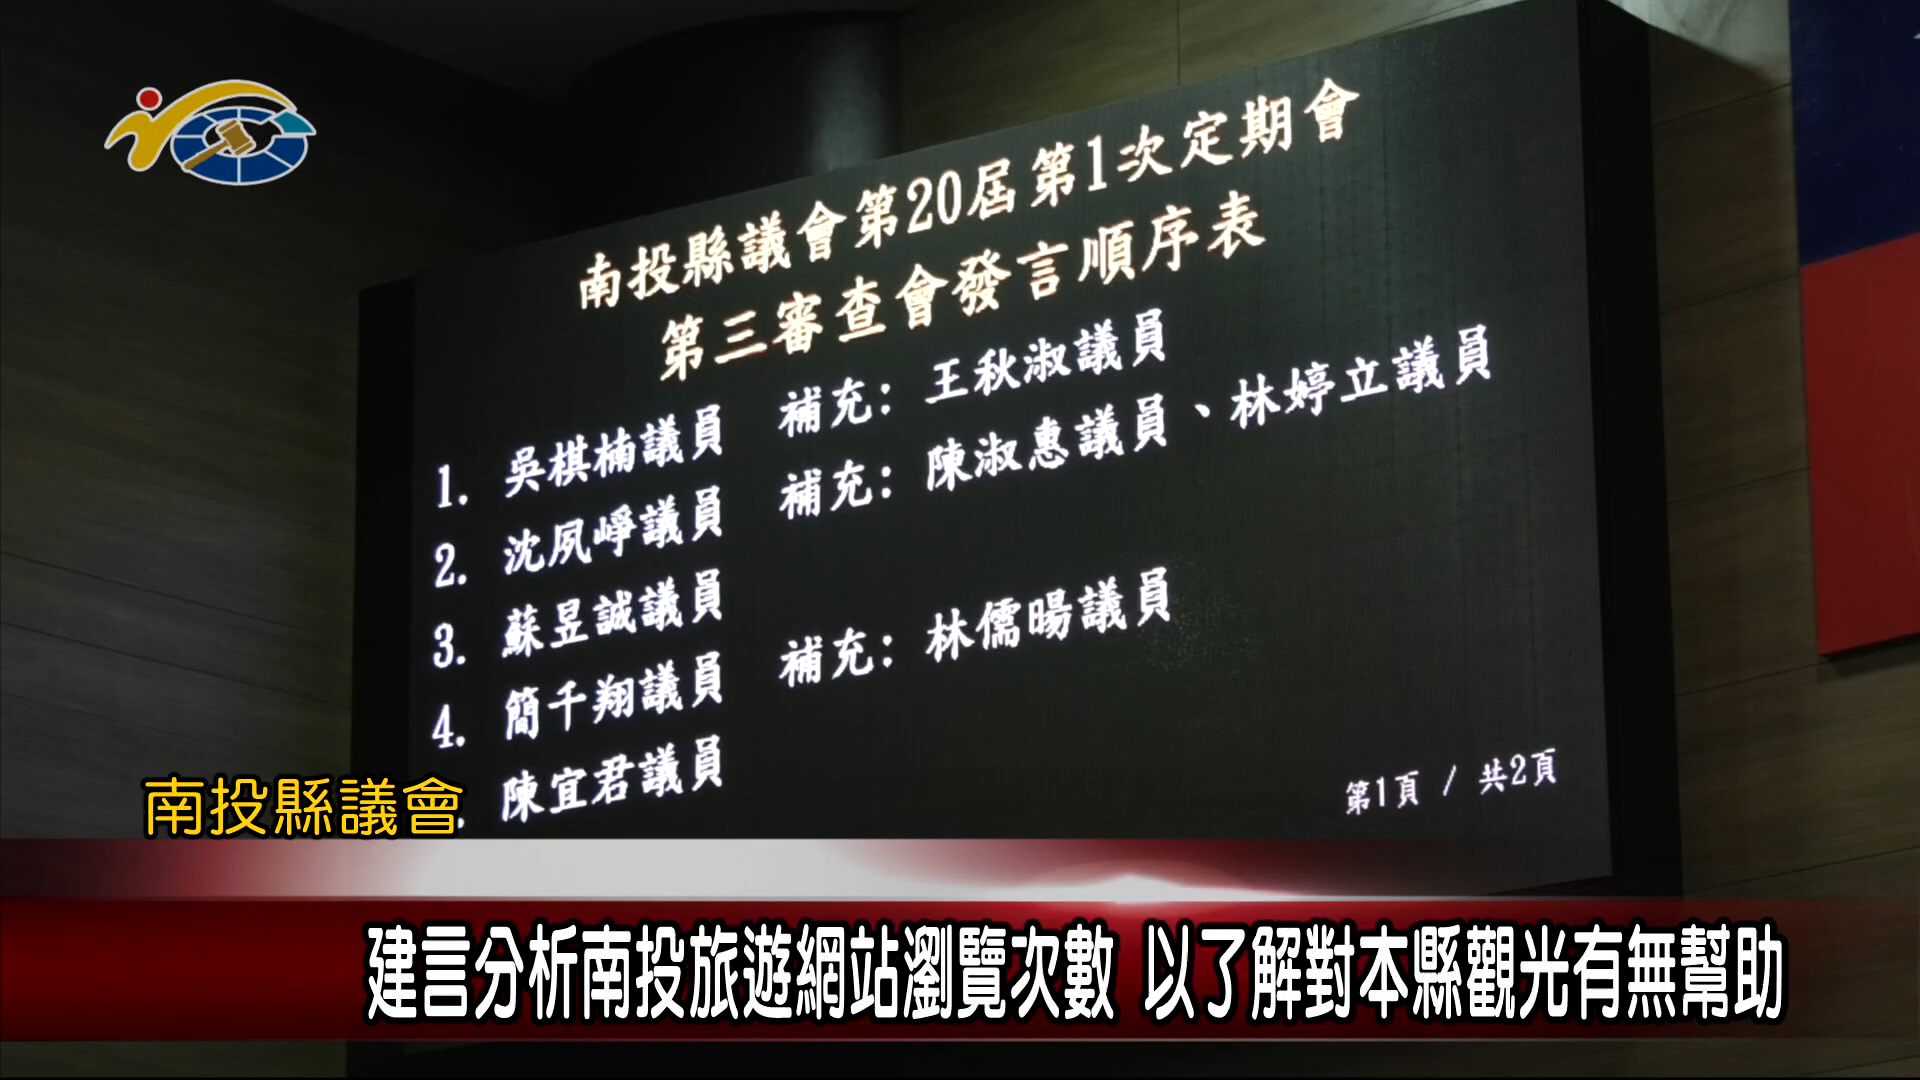 南投縣議會第20屆第1次定期會
第三審查會發言順序表
1. 吳棋楠議員 補充: 王秋淑議員
2. 沈夙崢議員 補充: 陳淑惠議員、林婷立議員
3. 蘇昱誠議員
4. 簡千翔議員 補充: 林儒暘議員
陳宜君議員
第1頁 / 共2頁
南投縣議會
建言分析南投旅遊網站瀏覽次數 以了解對本縣觀光有無幫助